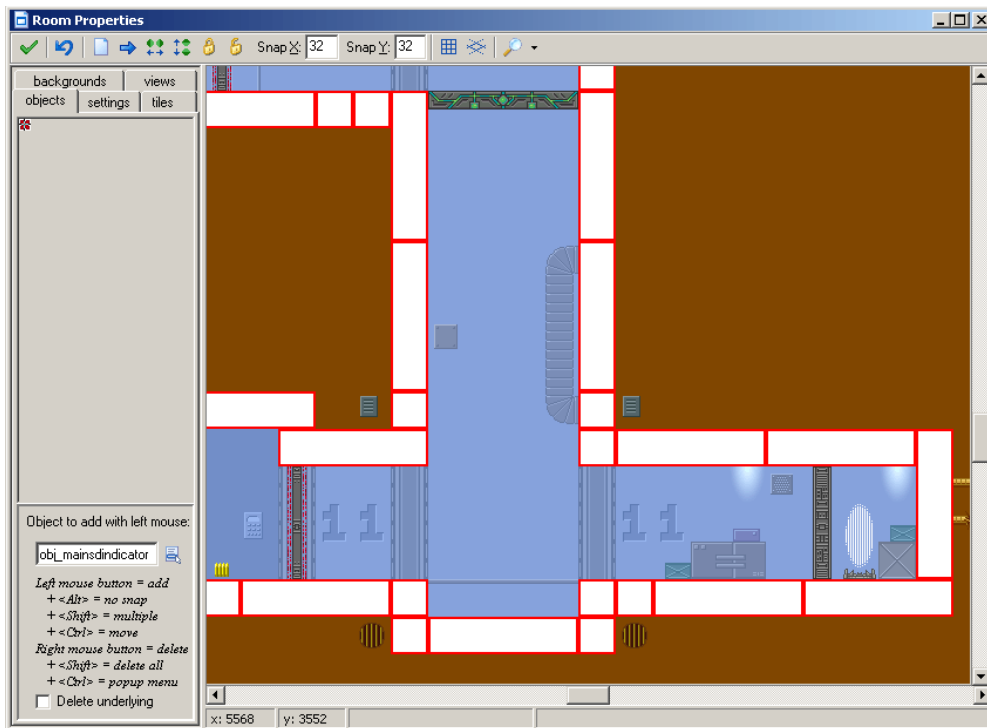 Room Properties
Snap X: 32 Snap Y: 32
backgrounds views
objects settings tiles
11 11
Object to add with left mouse:
obj_mainsdindicator
Left mouse button = add
+ <Alt> = no snap
+ <Shift> = multiple
+ <Ctrl> = move
Right mouse button = delete
+ <Shift> = delete all
+ <Ctrl> = popup menu
Delete underlying
x: 5568 y: 3552